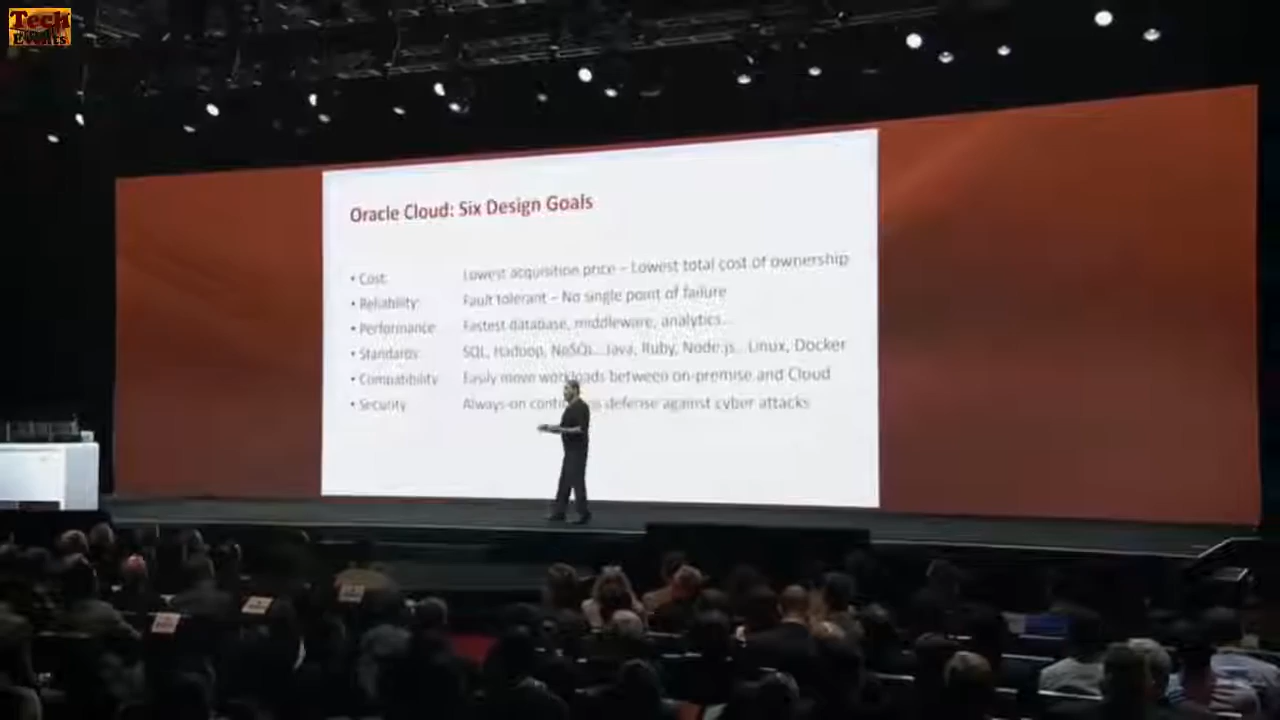 Tech
EVENTS
Oracle Cloud: Six Design Goals
• Cost: Lowest acquisition price – Lowest total cost of ownership
• Reliability: Fault tolerant – No single point of failure
• Performance: Fastest database, middleware, analytics...
• Standards: SQL, Hadoop, NoSQL... Java, Ruby, Node.js... Linux, Docker
• Compatibility: Easily move workloads between on-premise and Cloud
• Security: Always-on defense against cyber attacks